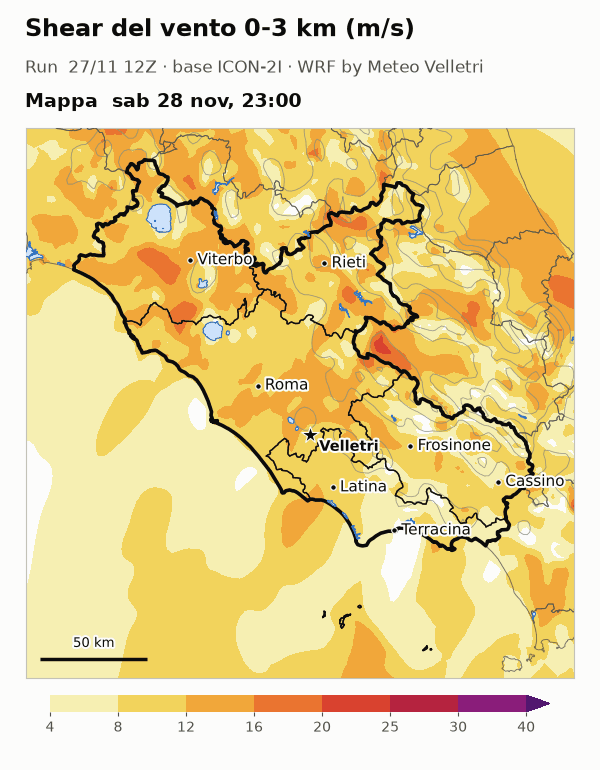 Shear del vento 0-3 km (m/s)
Run  27/11 12Z · base ICON-2I · WRF by Meteo Velletri
Mappa  sab 28 nov, 23:00
Viterbo
Rieti
Roma
Velletri
Frosinone
Cassino
Latina
Terracina
50 km
4 8 12 16 20 25 30 40